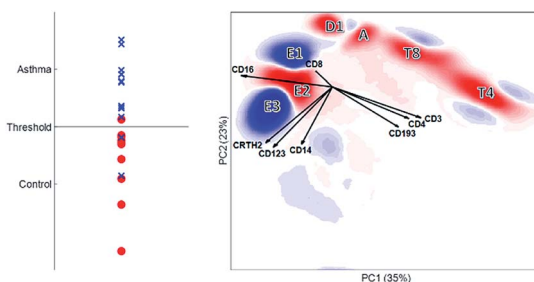 Asthma
Threshold
Control
PC2 (23%)
D1
A
E1
T8
CD8
CD16
E2
T4
E3
CD3
CD4
CD193
CRTH2
CD123
CD14
PC1 (35%)